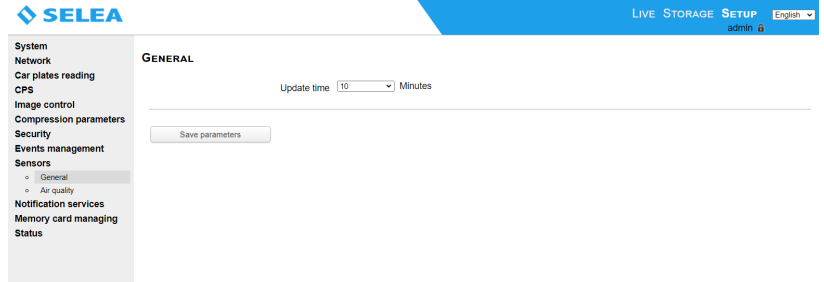 SELEA
LIVE STORAGE SETUP English
admin
System
Network
Car plates reading
CPS
Image control
Compression parameters
Security
Events management
Sensors
General
Air quality
Notification services
Memory card managing
Status
GENERAL
Update time 10 Minutes
Save parameters